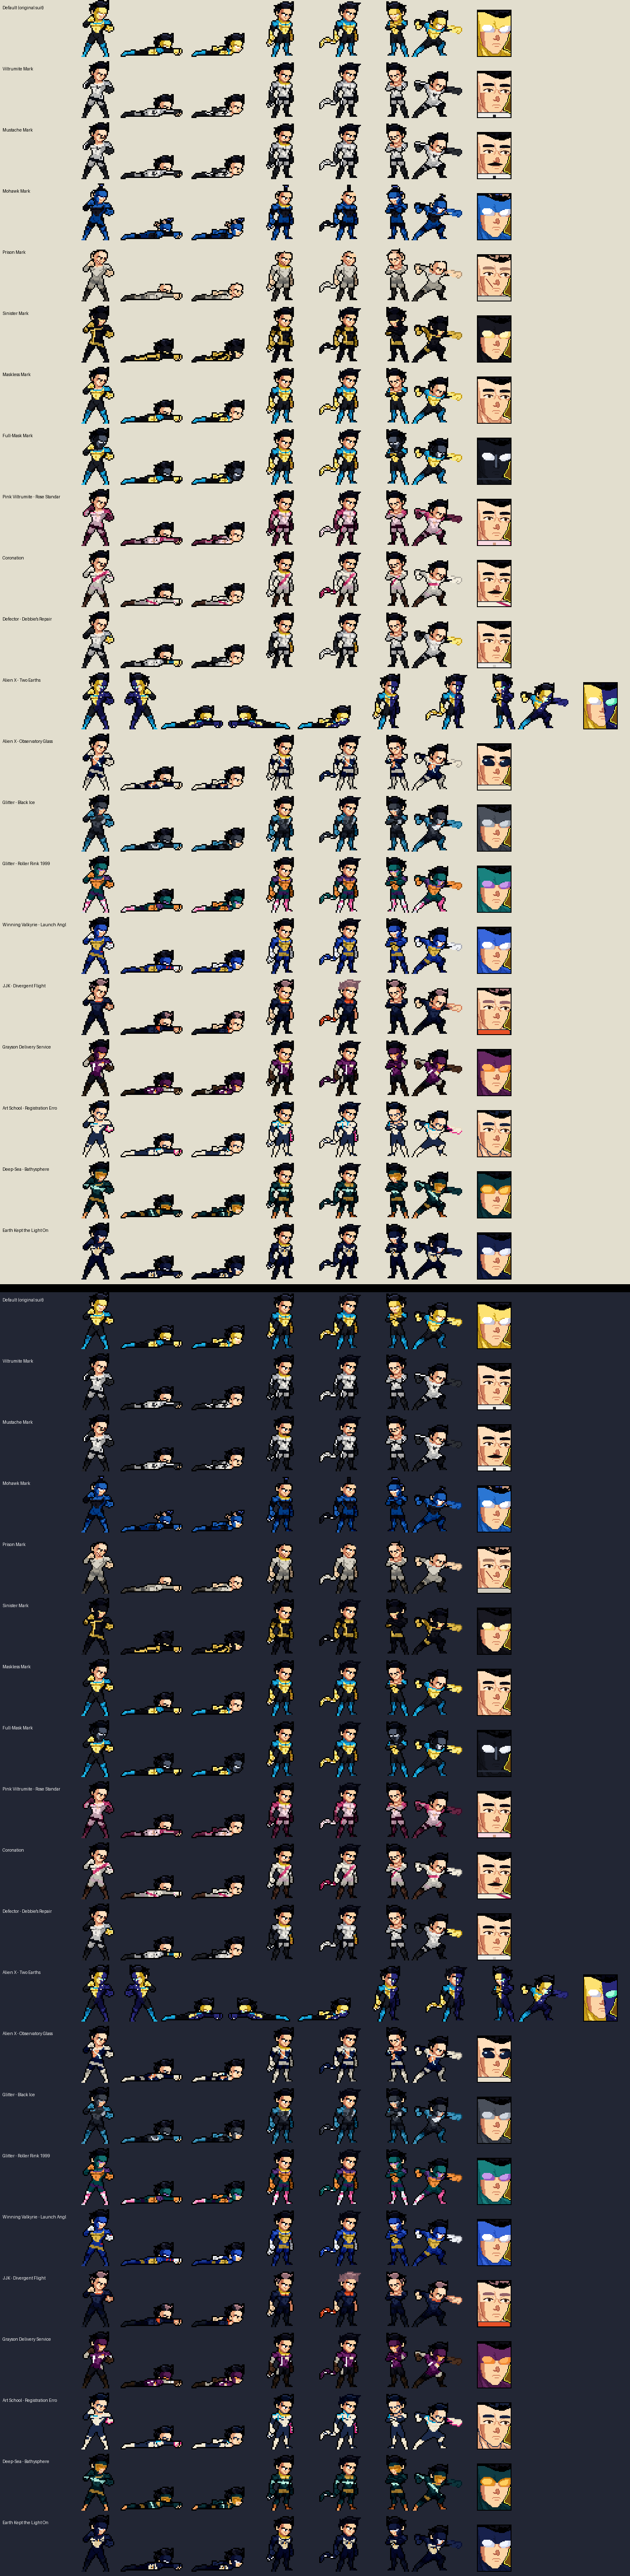 Default (original suit)
Viltrumite Mark
Mustache Mark
Mohawk Mark
Prison Mark
Sinister Mark
Maskless Mark
Full Mask Mark
Pink Viltrumite - Rose Standar
Coronation
Defector - Debbie's Repair
Alien X - Two Earths
Alien X - Observatory Glass
Glitter - Black Ice
Glitter - Roller Rink 1999
Winning Valkyrie - Launch Angl
JJK - Divergent Flight
Grayson Delivery Service
Art School - Registration Erro
Deep-Sea - Bathysphere
Earth Kept the Light On
Default (original suit)
Viltrumite Mark
Mustache Mark
Mohawk Mark
Prison Mark
Sinister Mark
Maskless Mark
Full Mask Mark
Pink Viltrumite - Rose Standar
Coronation
Defector - Debbie's Repair
Alien X - Two Earths
Alien X - Observatory Glass
Glitter - Black Ice
Glitter - Roller Rink 1999
Winning Valkyrie - Launch Angl
JJK - Divergent Flight
Grayson Delivery Service
Art School - Registration Erro
Deep-Sea - Bathysphere
Earth Kept the Light On